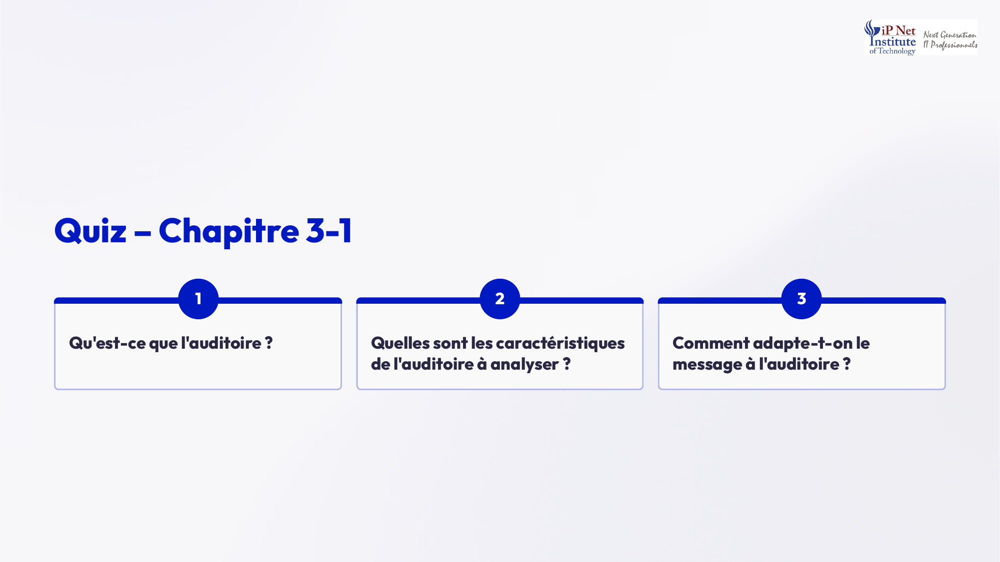 iP Net
Institute
of Technology
Next Generation
IT Professionnels
Quiz – Chapitre 3-1
1
Qu'est-ce que l'auditoire ?
2
Quelles sont les caractéristiques
de l'auditoire à analyser ?
3
Comment adapte-t-on le
message à l'auditoire ?